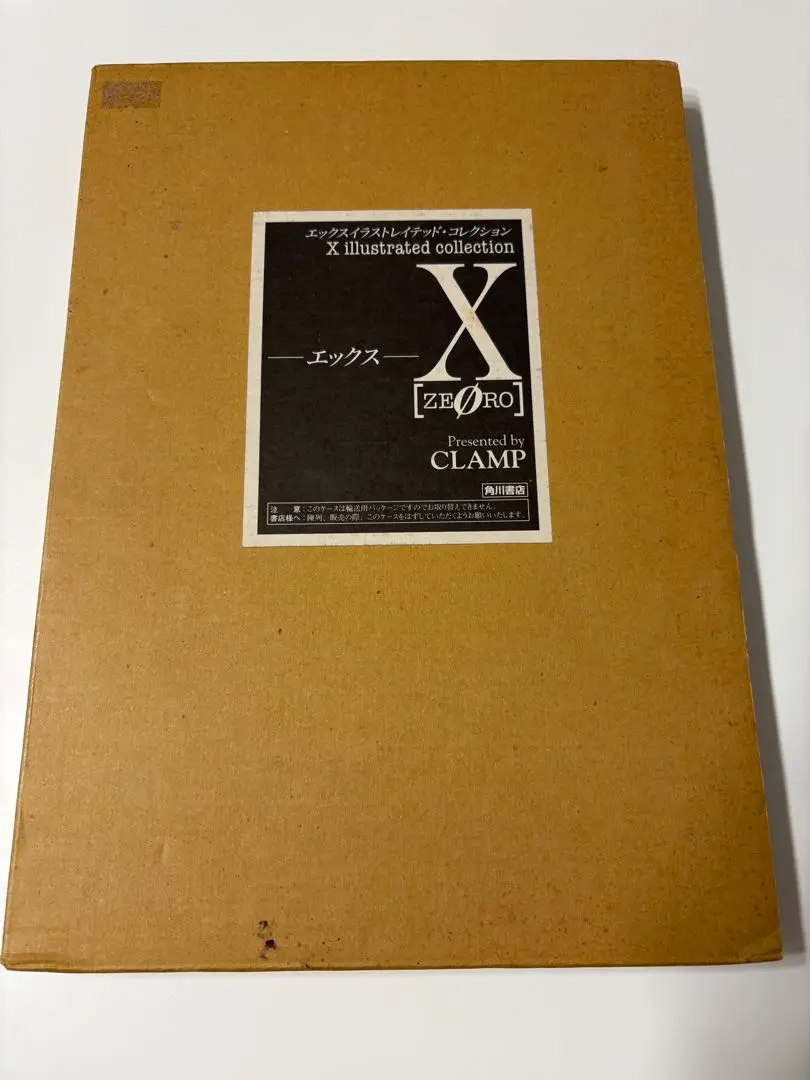 エックスイラストレイテッド・コレクション
X illustrated collection
X
―エックス―
[ZEØRO]
Presented by
CLAMP
角川書店
注　意：このケースは輸送用パッケージですのでお取り替えできません。
書店様へ：陳列、販売の際、このケースをはずしていただくようお願いいたします。